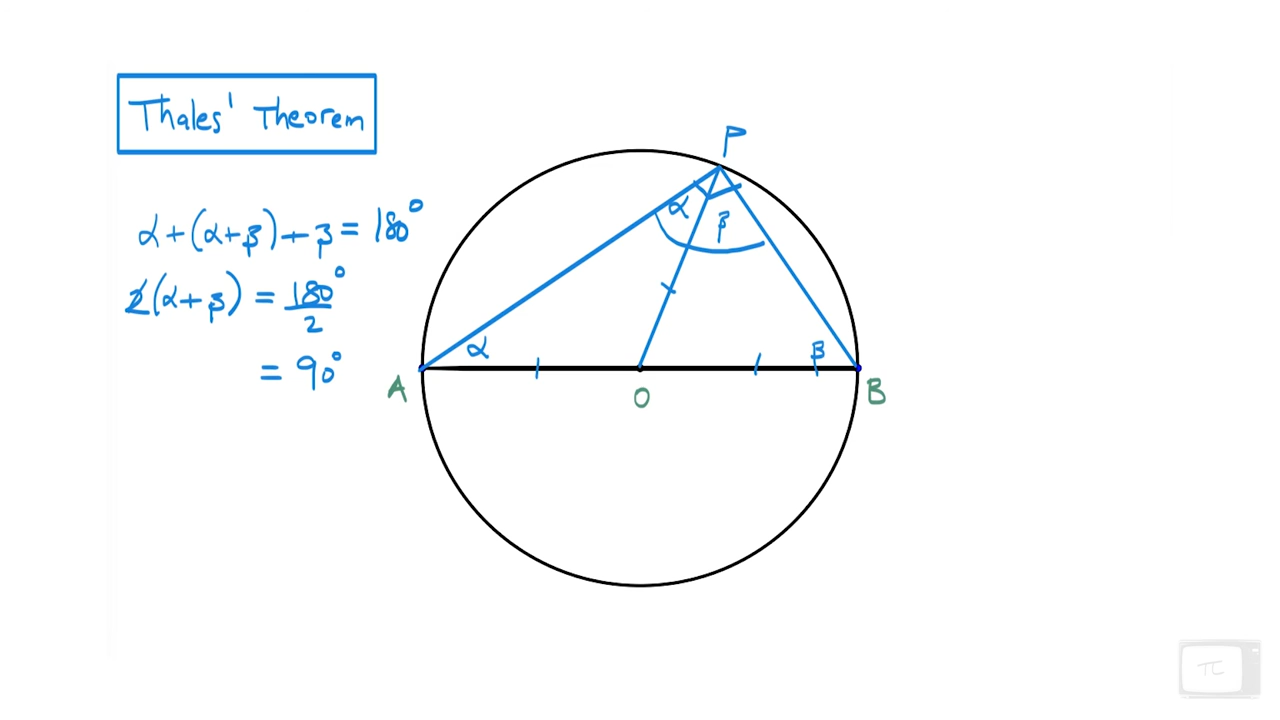 Thales' Theorem
P
α+(α+β)+β=180°
α
β
2(α+β) = 180°
2
α
β
= 90°
A
O
B
π